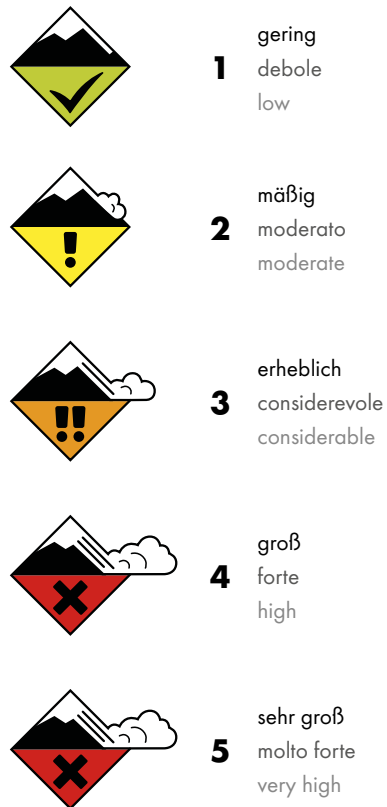 gering
1 debole
low
mäßig
2 moderato
moderate
erheblich
3 considerevole
considerable
groß
4 forte
high
sehr groß
5 molto forte
very high